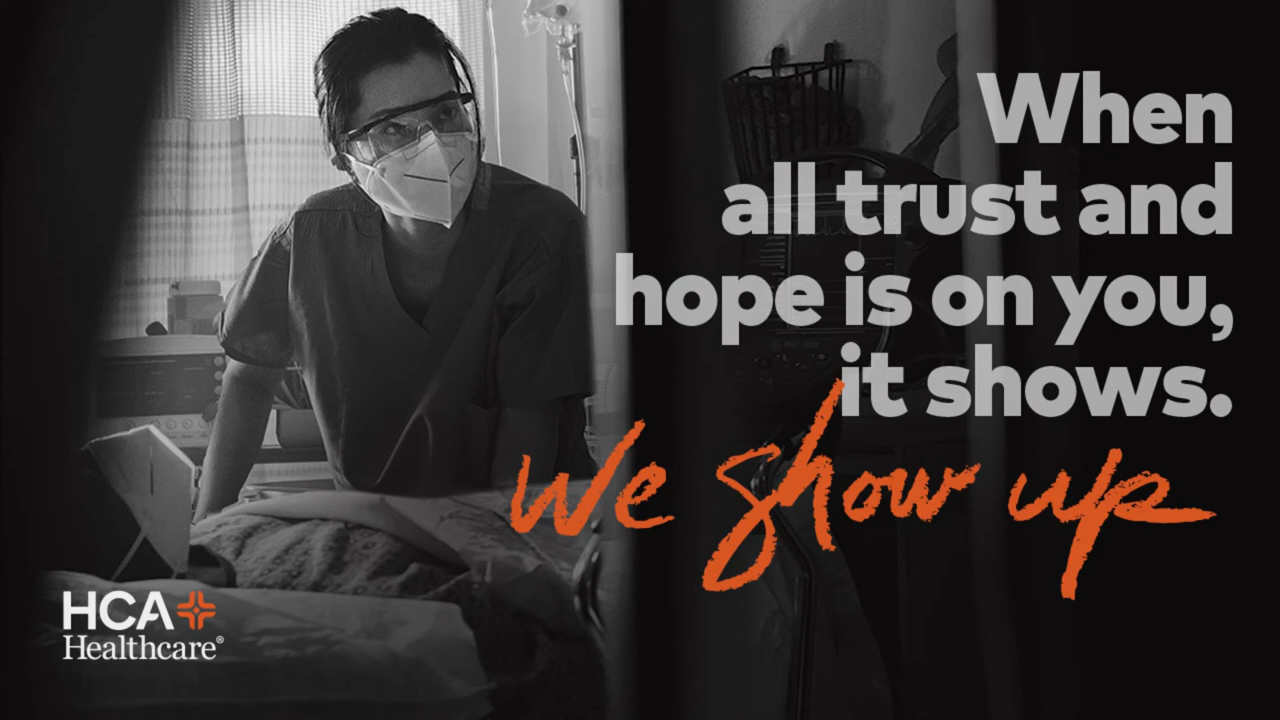 When
all trust and
hope is on you,
it shows.
we show up
HCA
Healthcare®